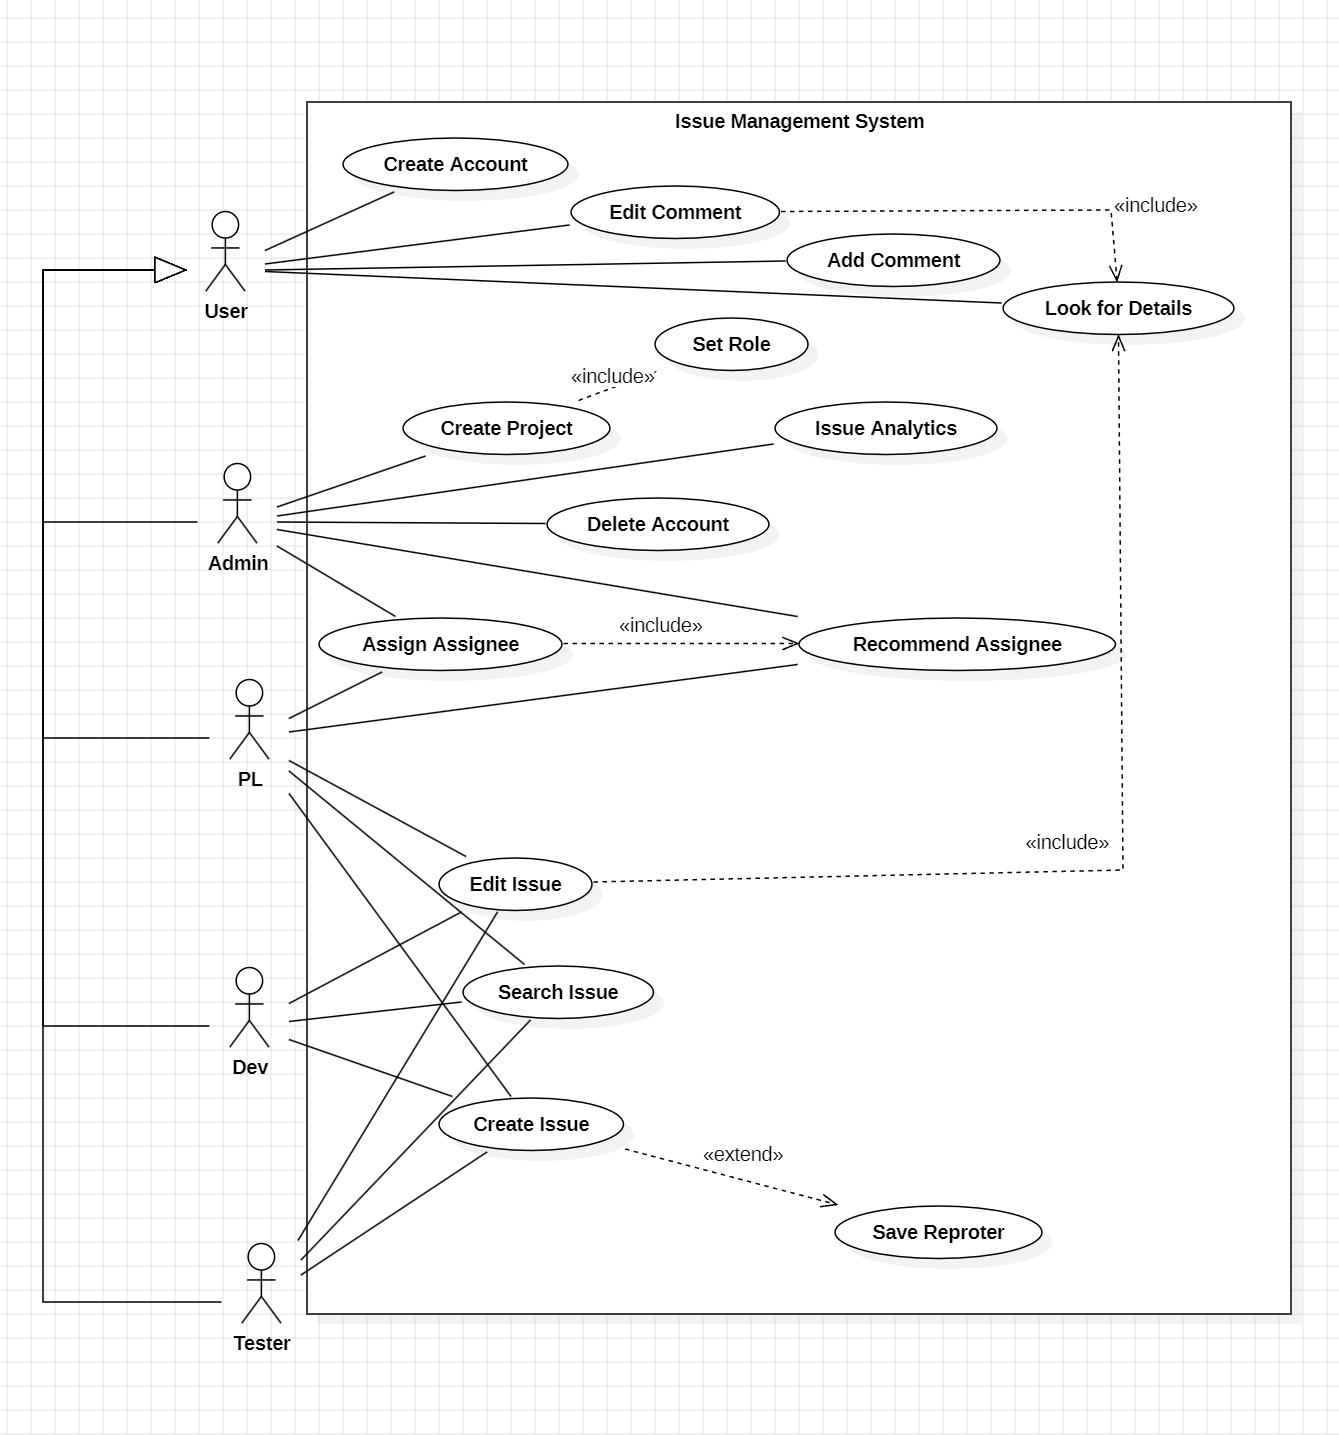 Issue Management System
Create Account
Edit Comment
«include»
Add Comment
Look for Details
User
Set Role
«include»
Create Project
Issue Analytics
Delete Account
Admin
«include»
Assign Assignee
Recommend Assignee
PL
«include»
Edit Issue
Search Issue
Dev
Create Issue
«extend»
Save Reproter
Tester